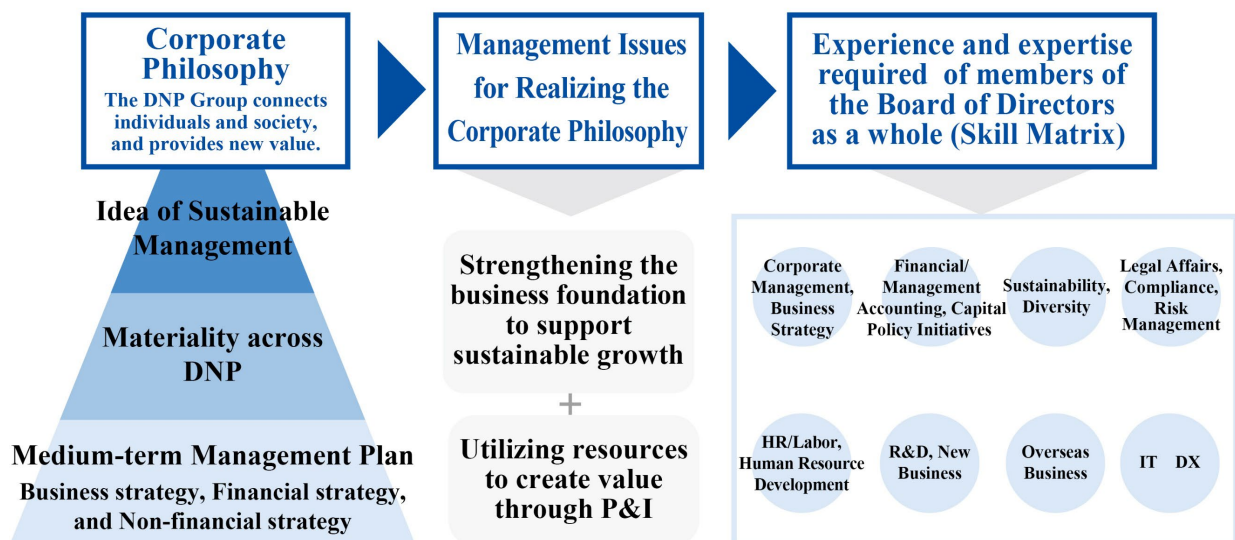 Corporate
Philosophy
The DNP Group connects
individuals and society,
and provides new value.
Idea of Sustainable
Management
Materiality across
DNP
Medium-term Management Plan
Business strategy, Financial strategy,
and Non-financial strategy
Management Issues
for Realizing the
Corporate Philosophy
Strengthening the
business foundation
to support
sustainable growth
+
Utilizing resources
to create value
through P&I
Experience and expertise
required of members of
the Board of Directors
as a whole (Skill Matrix)
Corporate
Management,
Business
Strategy
Financial/
Management
Accounting, Capital
Policy Initiatives
Sustainability,
Diversity
Legal Affairs,
Compliance,
Risk
Management
HR/Labor,
Human Resource
Development
R&D, New
Business
Overseas
Business
IT DX